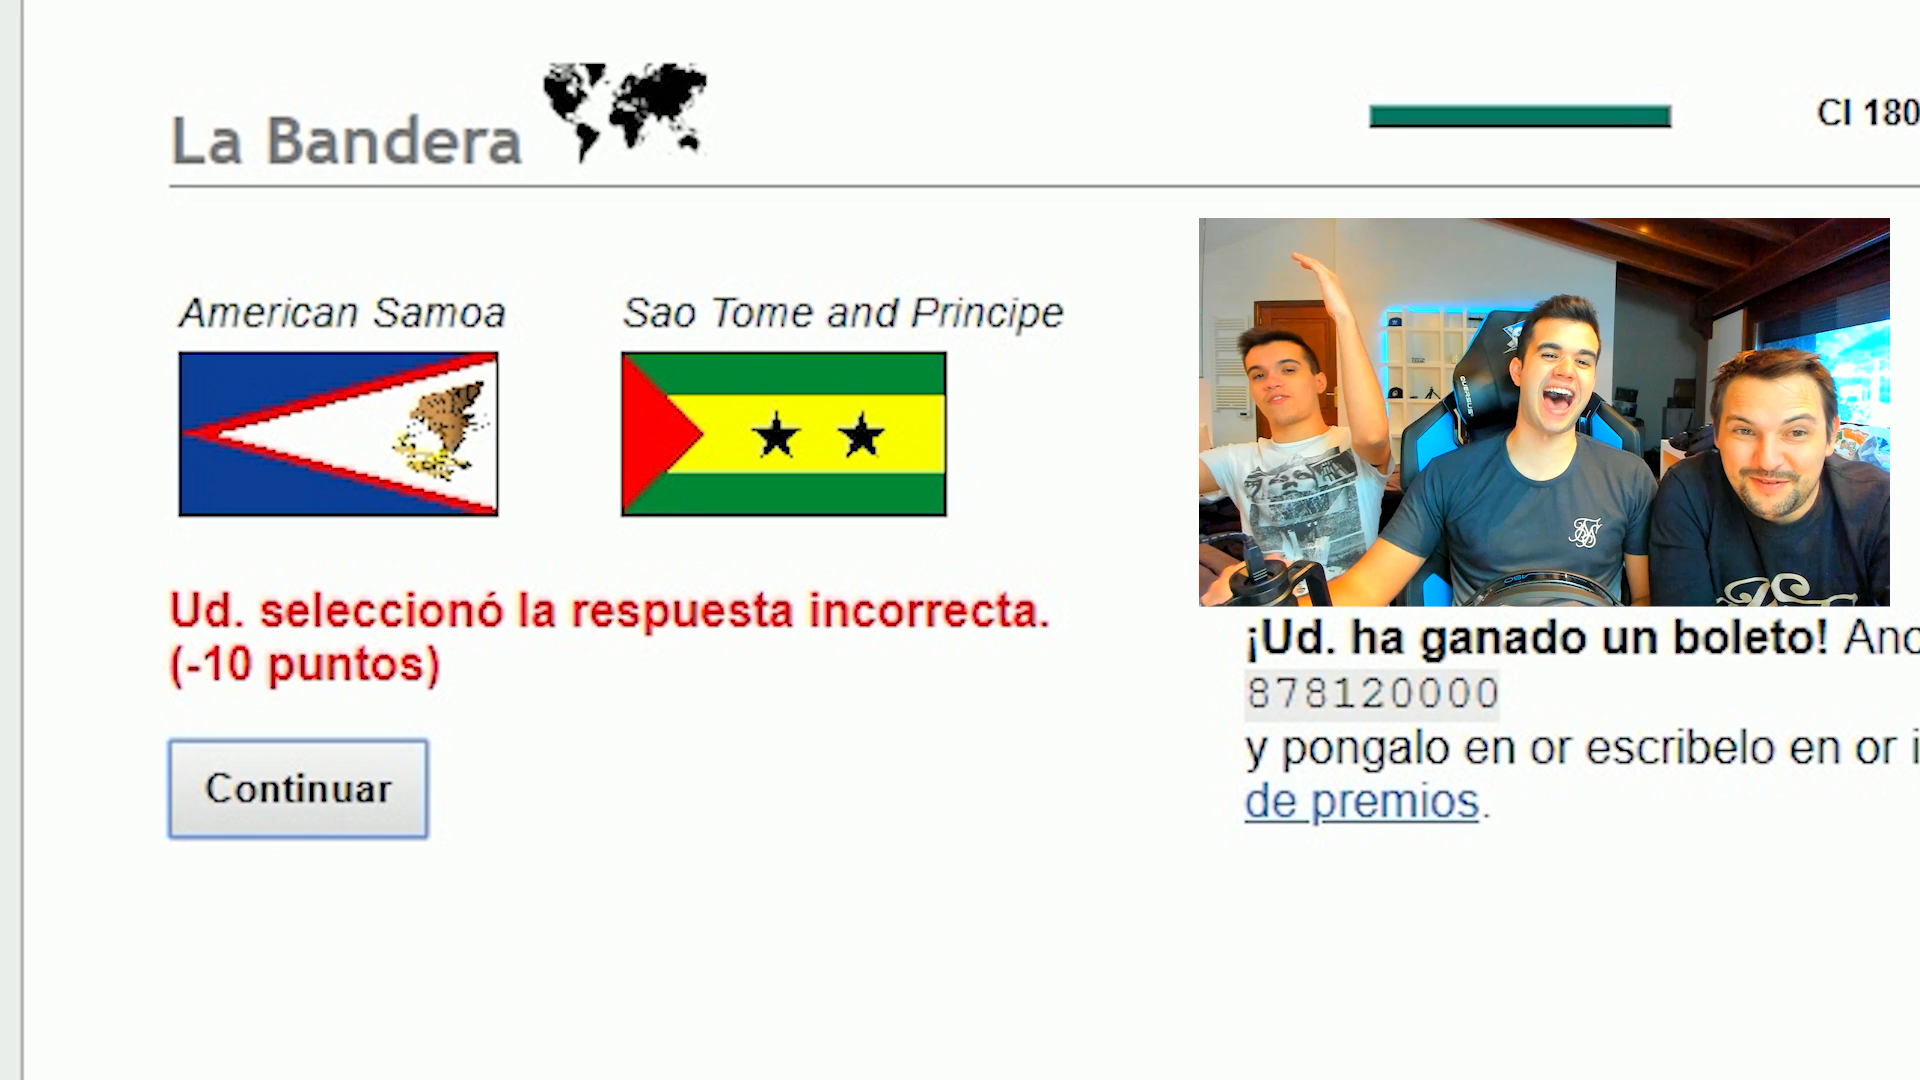 La Bandera
CI 180
American Samoa
Sao Tome and Principe
Ud. seleccionó la respuesta incorrecta.
(-10 puntos)
Continuar
¡Ud. ha ganado un boleto!
878120000
y pongalo en or escribelo en or
de premios.